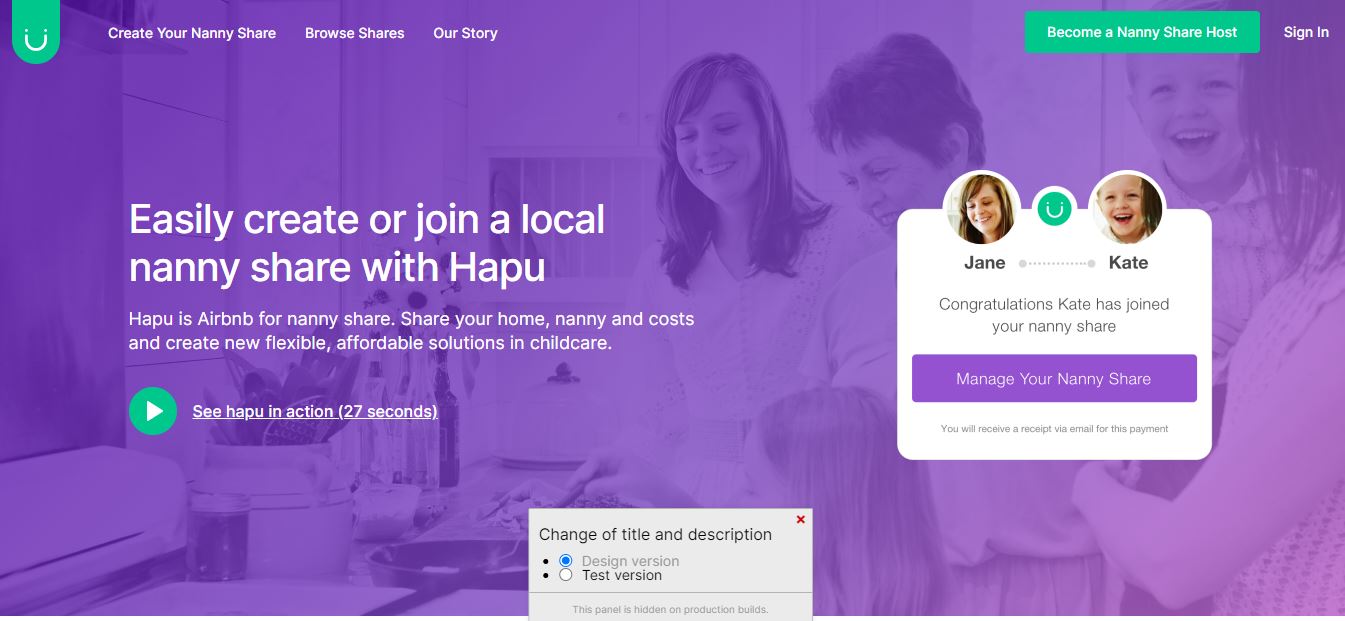 Create Your Nanny Share
Browse Shares
Our Story
Become a Nanny Share Host
Sign In
Easily create or join a local
nanny share with Hapu
Hapu is Airbnb for nanny share. Share your home, nanny and costs
and create new flexible, affordable solutions in childcare.
See hapu in action (27 seconds)
Jane
Kate
Congratulations Kate has joined
your nanny share
Manage Your Nanny Share
You will receive a receipt via email for this payment
Change of title and description
Design version
Test version
This panel is hidden on production builds.